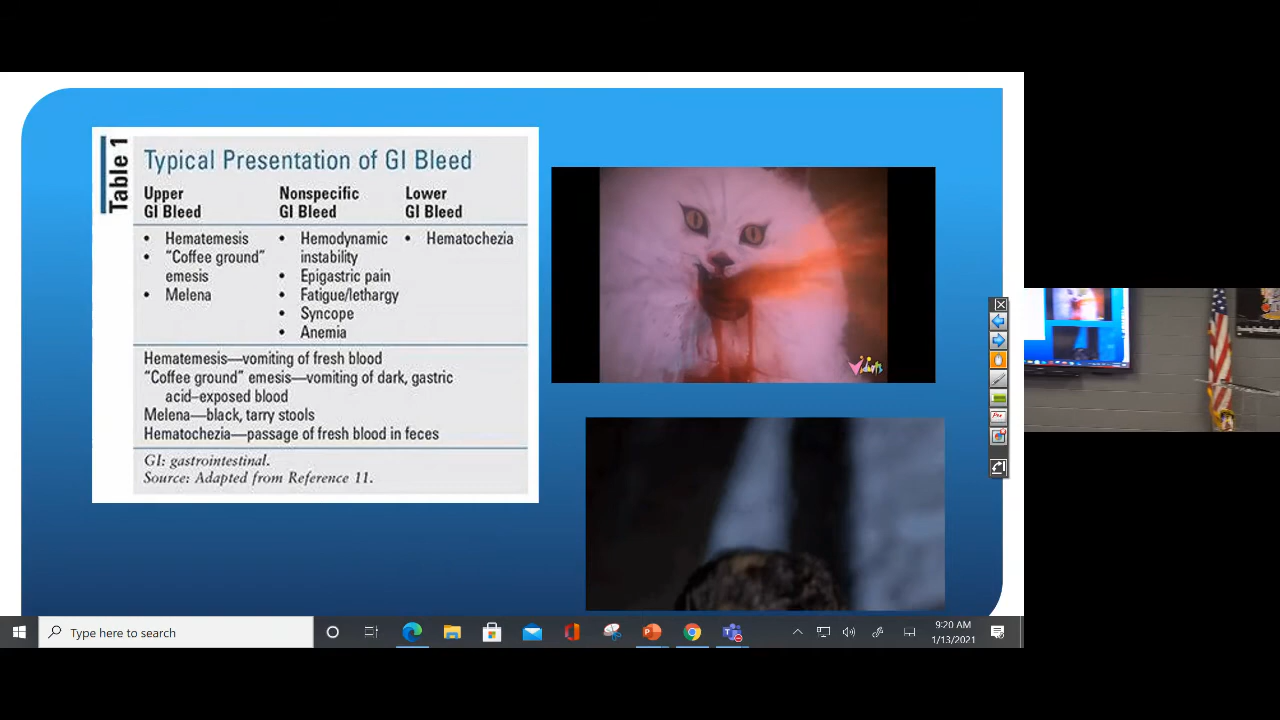 Table 1
Typical Presentation of GI Bleed
Upper
GI Bleed
Nonspecific
GI Bleed
Lower
GI Bleed
• Hematemesis
• "Coffee ground"
emesis
• Melena
• Hemodynamic
instability
• Epigastric pain
• Fatigue/lethargy
• Syncope
• Anemia
• Hematochezia
Hematemesis—vomiting of fresh blood
"Coffee ground" emesis—vomiting of dark, gastric
acid-exposed blood
Melena—black, tarry stools
Hematochezia—passage of fresh blood in feces
GI: gastrointestinal.
Source: Adapted from Reference 11.
Type here to search
9:20 AM
1/13/2021